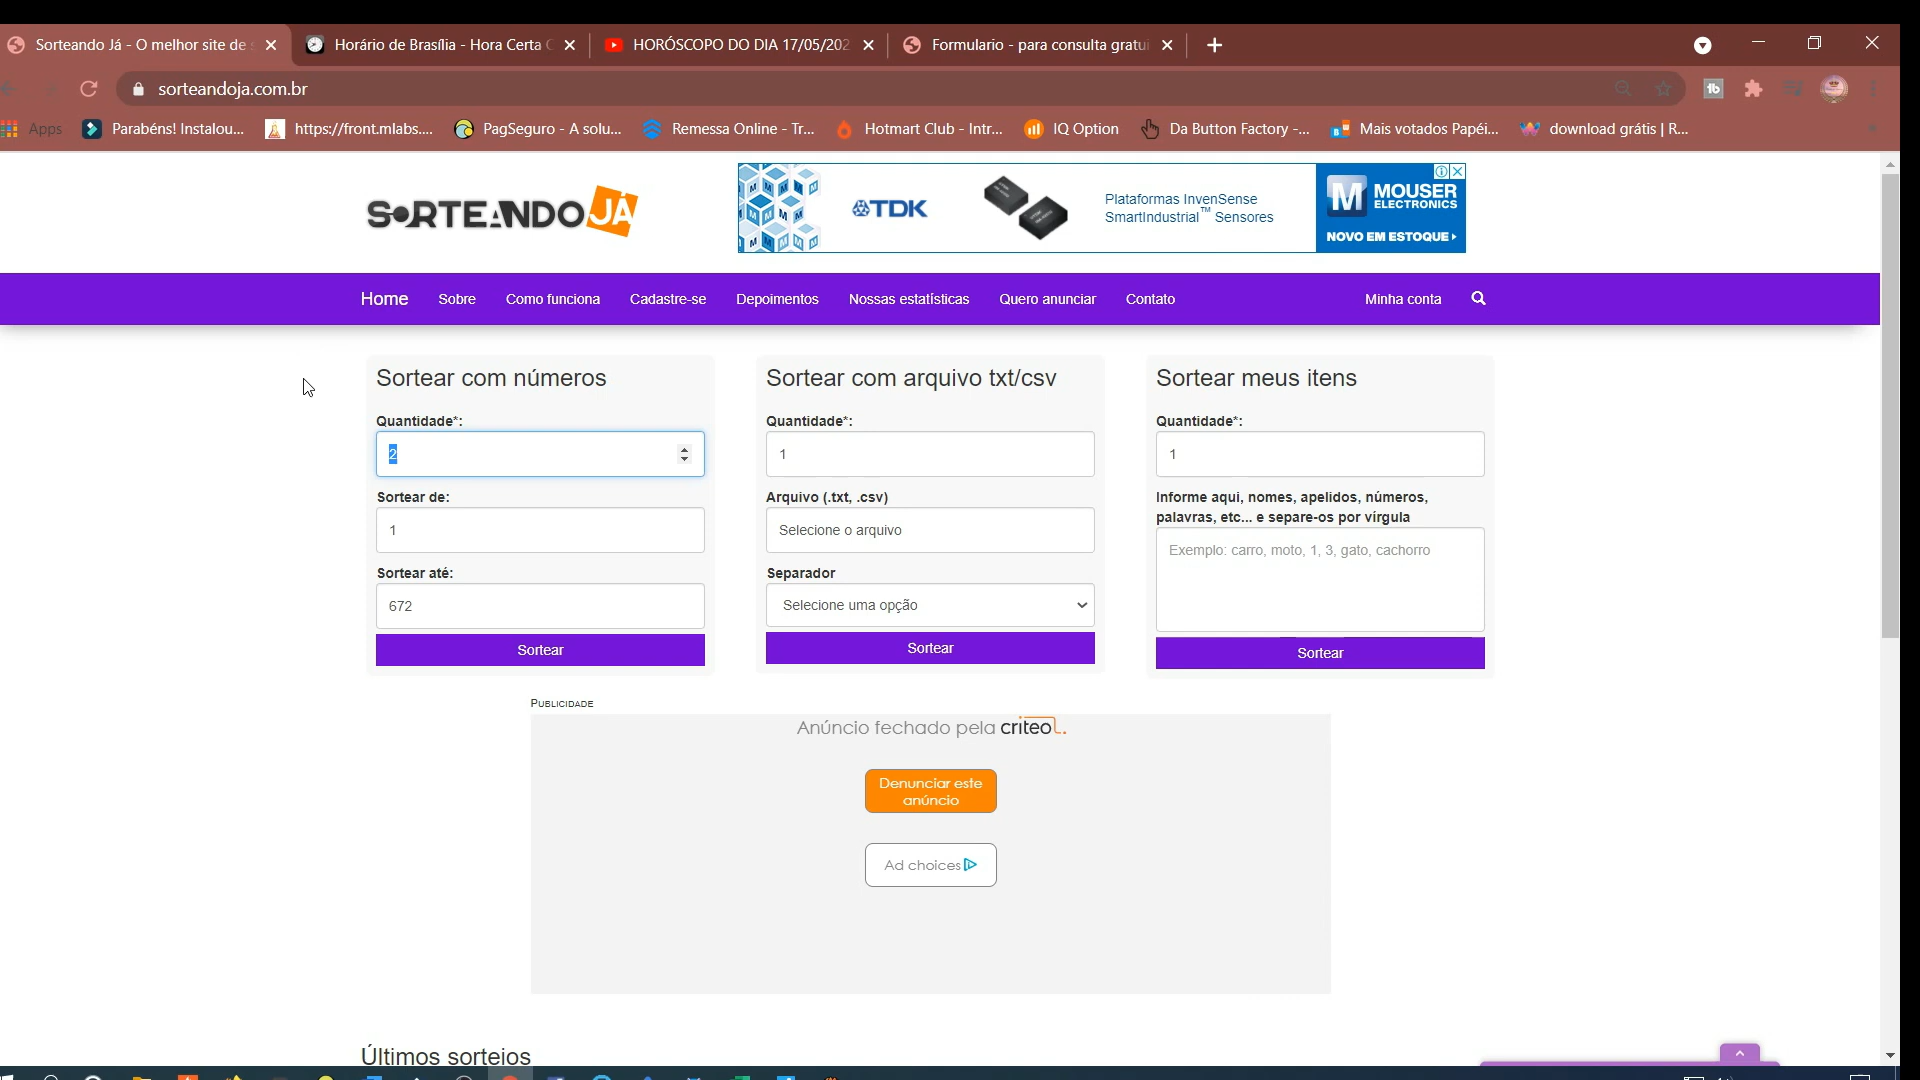 Sorteando Já - O melhor site de
Horário de Brasília - Hora Certa
HORÓSCOPO DO DIA 17/05/202
Formulario - para consulta gratui
sorteandoja.com.br
Apps
Parabéns! Instalou...
https://front.mlabs....
PagSeguro - A solu...
Remessa Online - Tr...
Hotmart Club - Intr...
IQ Option
Da Button Factory -...
Mais votados Papéi...
download grátis | R...
SORTEANDO JÁ
TDK
Plataformas InvenSense
SmartIndustrial™ Sensores
M MOUSER
ELECTRONICS
NOVO EM ESTOQUE
Home
Sobre
Como funciona
Cadastre-se
Depoimentos
Nossas estatísticas
Quero anunciar
Contato
Minha conta
Sortear com números
Quantidade*:
2
Sortear de:
1
Sortear até:
672
Sortear
Sortear com arquivo txt/csv
Quantidade*:
1
Arquivo (.txt, .csv)
Selecione o arquivo
Separador
Selecione uma opção
Sortear
Sortear meus itens
Quantidade*:
1
Informe aqui, nomes, apelidos, números,
palavras, etc... e separe-os por vírgula
Exemplo: carro, moto, 1, 3, gato, cachorro
Sortear
PUBLICIDADE
Anúncio fechado pela criteo.
Denunciar este
anúncio
Ad choices
Últimos sorteios